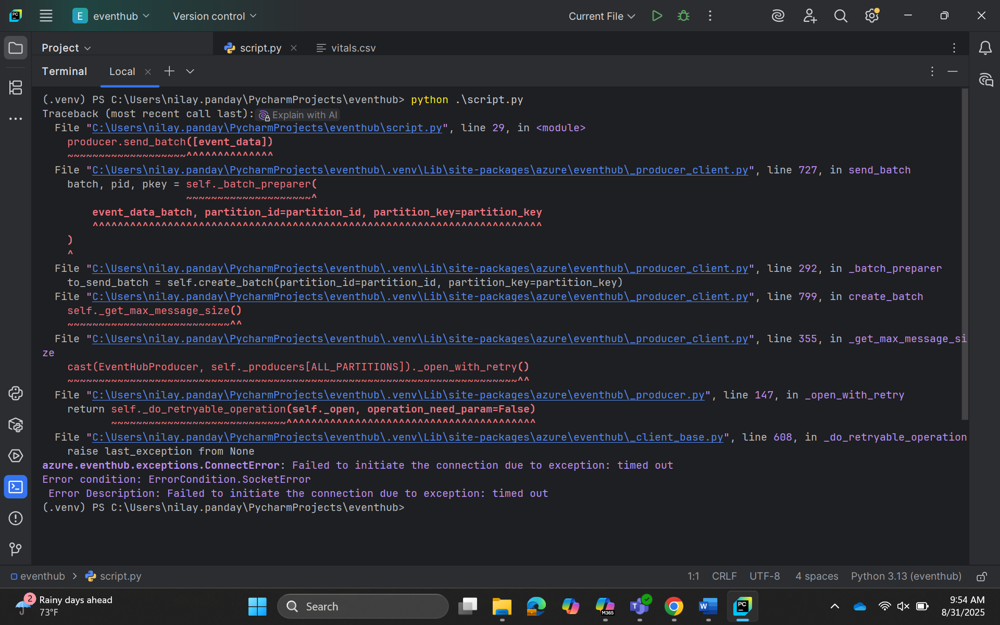 PC
E eventhub
Version control
Current File
Project
script.py
vitals.csv
Terminal
Local
(.venv) PS C:\Users\nilay.panday\PycharmProjects\eventhub> python .\script.py
Traceback (most recent call last): Explain with AI
File "C:\Users\nilay.panday\PycharmProjects\eventhub\script.py", line 29, in <module>
producer.send_batch([event_data])
~~~~~~~~~~~~~~~~~~~^^^^^^^^^^^^^^
File "C:\Users\nilay.panday\PycharmProjects\eventhub\.venv\Lib\site-packages\azure\eventhub\_producer_client.py", line 727, in send_batch
batch, pid, pkey = self._batch_preparer(
~~~~~~~~~~~~~~~~~~~~^
event_data_batch, partition_id=partition_id, partition_key=partition_key
^^^^^^^^^^^^^^^^^^^^^^^^^^^^^^^^^^^^^^^^^^^^^^^^^^^^^^^^^^^^^^^^^^^^^^^^
)
^
File "C:\Users\nilay.panday\PycharmProjects\eventhub\.venv\Lib\site-packages\azure\eventhub\_producer_client.py", line 292, in _batch_preparer
to_send_batch = self.create_batch(partition_id=partition_id, partition_key=partition_key)
File "C:\Users\nilay.panday\PycharmProjects\eventhub\.venv\Lib\site-packages\azure\eventhub\_producer_client.py", line 799, in create_batch
self._get_max_message_size()
~~~~~~~~~~~~~~~~~~~~~~~~~~^^
File "C:\Users\nilay.panday\PycharmProjects\eventhub\.venv\Lib\site-packages\azure\eventhub\_producer_client.py", line 355, in _get_max_message_si
ze
cast(EventHubProducer, self._producers[ALL_PARTITIONS])._open_with_retry()
~~~~~~~~~~~~~~~~~~~~~~~~~~~~~~~~~~~~~~~~~~~~~~~~~~~~~~~~~~~~~~~~~~~~~~~~^^
File "C:\Users\nilay.panday\PycharmProjects\eventhub\.venv\Lib\site-packages\azure\eventhub\_producer.py", line 147, in _open_with_retry
return self._do_retryable_operation(self._open, operation_need_param=False)
~~~~~~~~~~~~~~~~~~~~~~~~~~~~^^^^^^^^^^^^^^^^^^^^^^^^^^^^^^^^^^^^^^^^
File "C:\Users\nilay.panday\PycharmProjects\eventhub\.venv\Lib\site-packages\azure\eventhub\_client_base.py", line 608, in _do_retryable_operation
raise last_exception from None
azure.eventhub.exceptions.ConnectError: Failed to initiate the connection due to exception: timed out
Error condition: ErrorCondition.SocketError
Error Description: Failed to initiate the connection due to exception: timed out
(.venv) PS C:\Users\nilay.panday\PycharmProjects\eventhub>
eventhub > script.py
1:1 CRLF UTF-8 4 spaces Python 3.13 (eventhub)
2
Rainy days ahead
73°F
Search
M365
T
W
PC
9:54 AM
8/31/2025